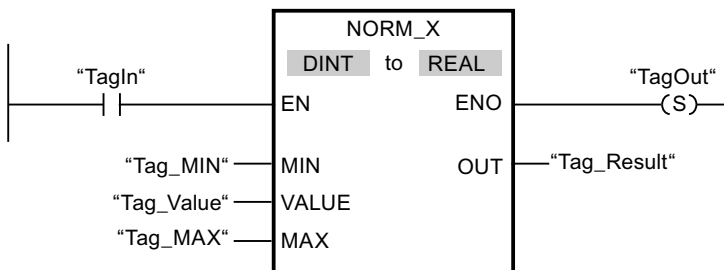 NORM_X
DINT to REAL
“TagIn“
“TagOut“
EN
ENO
(S)
“Tag_MIN“
MIN
OUT
“Tag_Result“
“Tag_Value“
VALUE
“Tag_MAX“
MAX